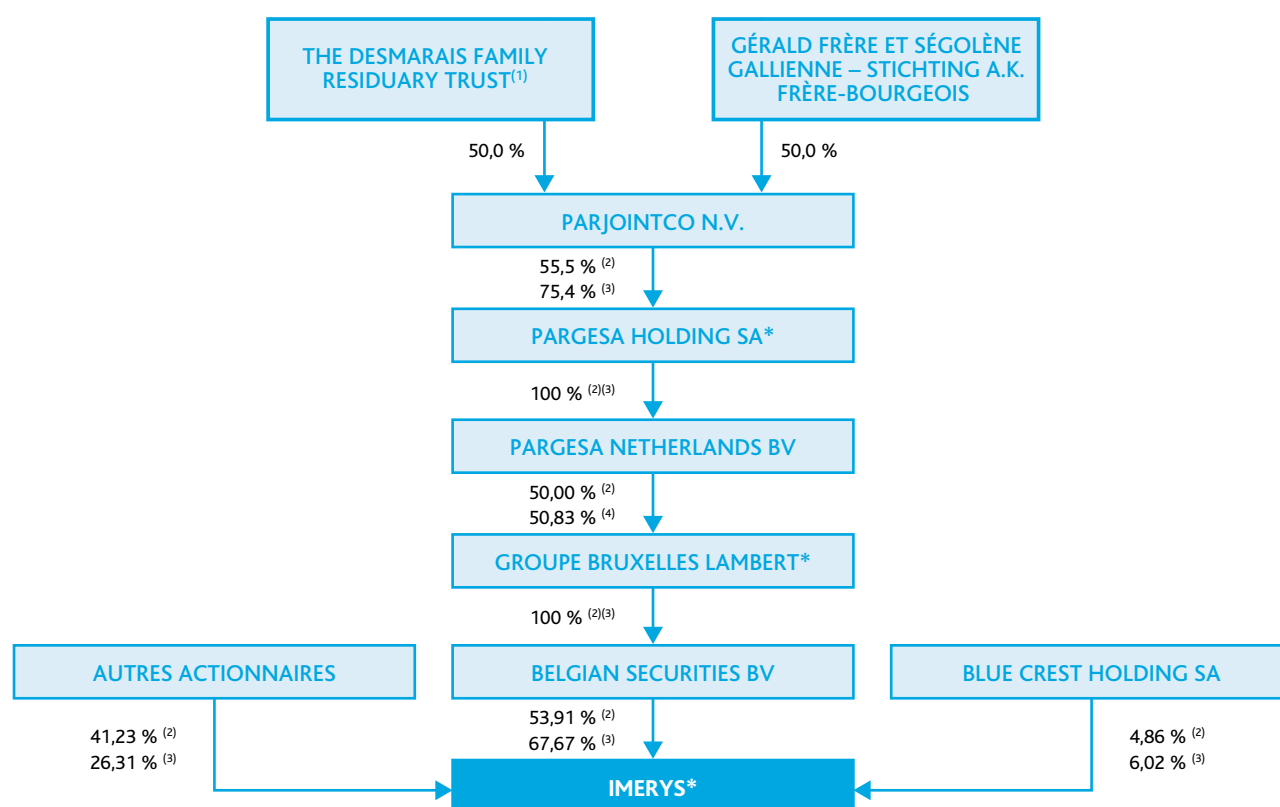 THE DESMARAIS FAMILY
RESIDUARY TRUST(1)
GÉRALD FRÈRE ET SÉGOLÈNE
GALLIENNE – STICHTING A.K.
FRÈRE-BOURGEOIS
50,0 %
50,0 %
PARJOINTCO N.V.
55,5 % (2)
75,4 % (3)
PARGESA HOLDING SA*
100 % (2)(3)
PARGESA NETHERLANDS BV
50,00 % (2)
50,83 % (4)
GROUPE BRUXELLES LAMBERT*
100 % (2)(3)
AUTRES ACTIONNAIRES
BELGIAN SECURITIES BV
BLUE CREST HOLDING SA
41,23 % (2)
26,31 % (3)
53,91 % (2)
67,67 % (3)
4,86 % (2)
6,02 % (3)
IMERYS*